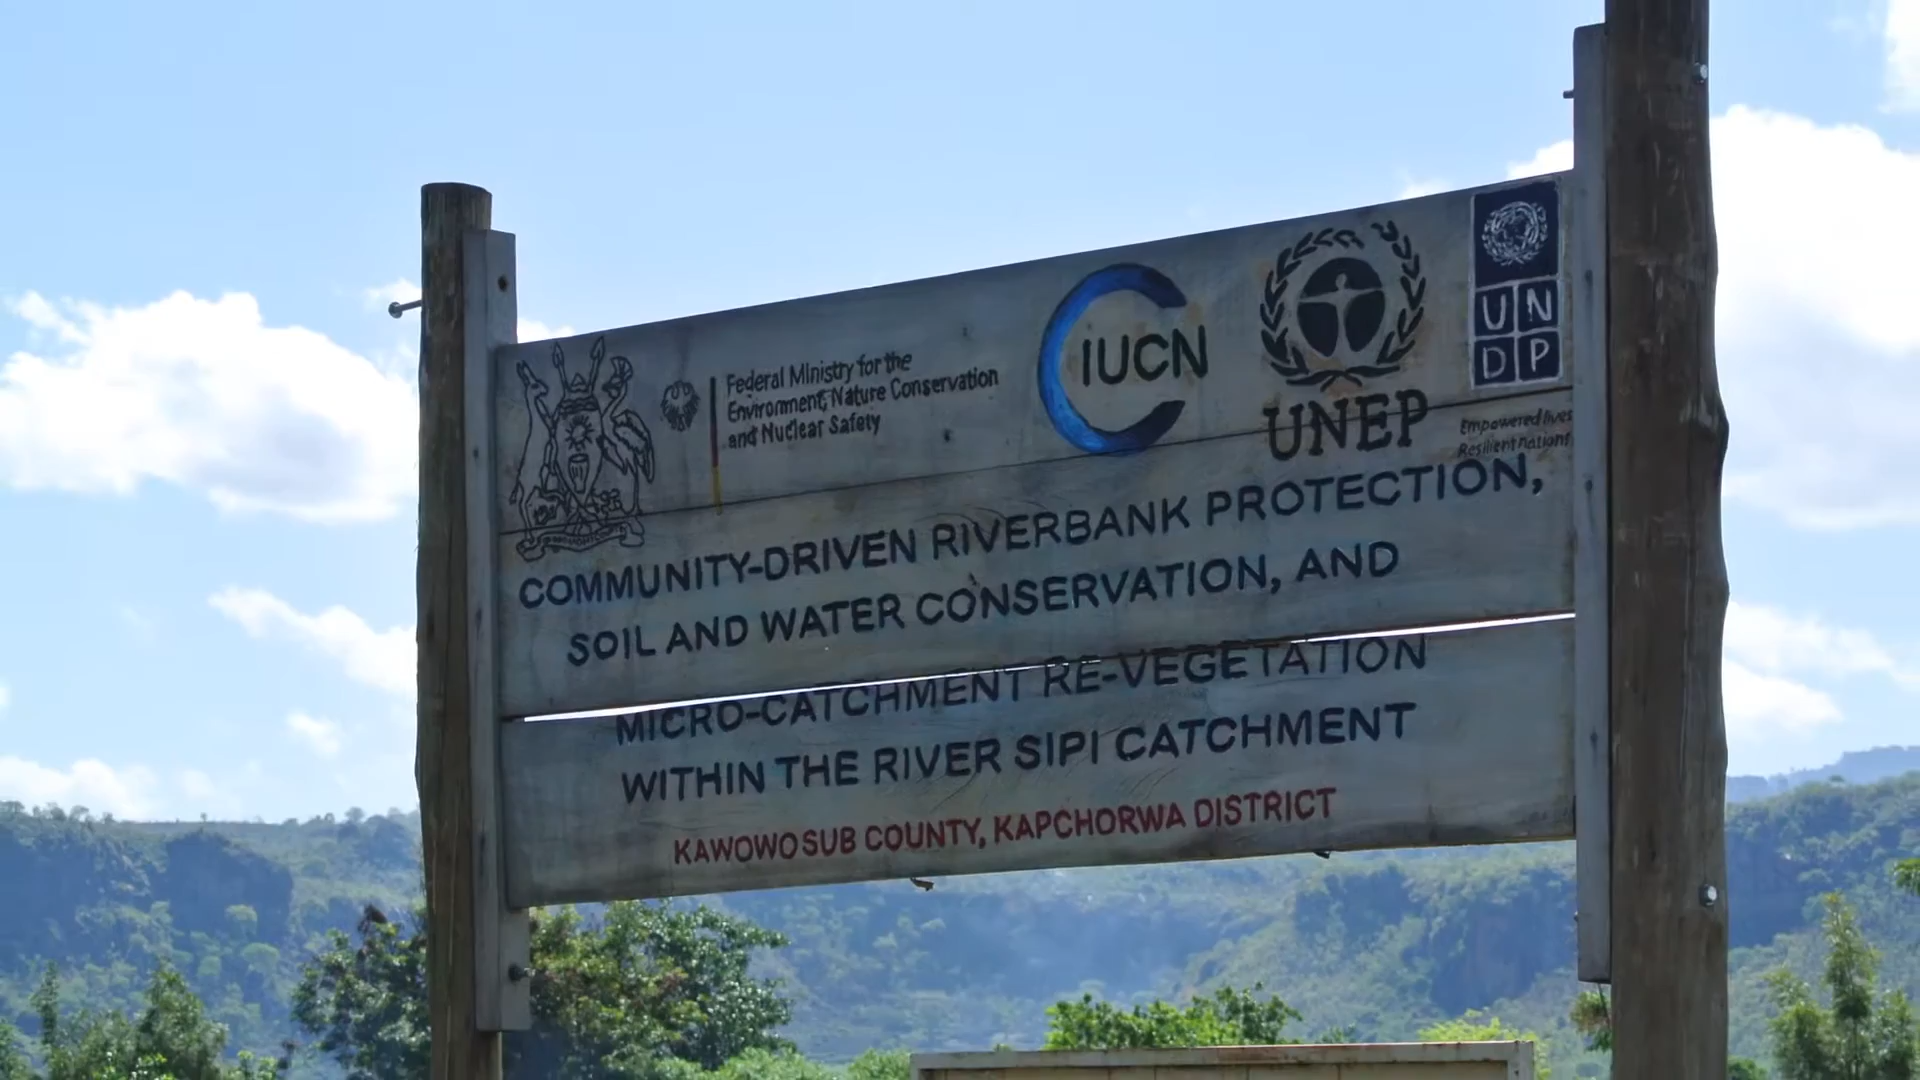 Federal Ministry for the
Environment, Nature Conservation
and Nuclear Safety
IUCN
UNEP
UN
DP
Empowered lives
Resilient nations
COMMUNITY-DRIVEN RIVERBANK PROTECTION,
SOIL AND WATER CONSERVATION, AND
MICRO-CATCHMENT RE-VEGETATION
WITHIN THE RIVER SIPI CATCHMENT
KAWOWO SUB COUNTY, KAPCHORWA DISTRICT